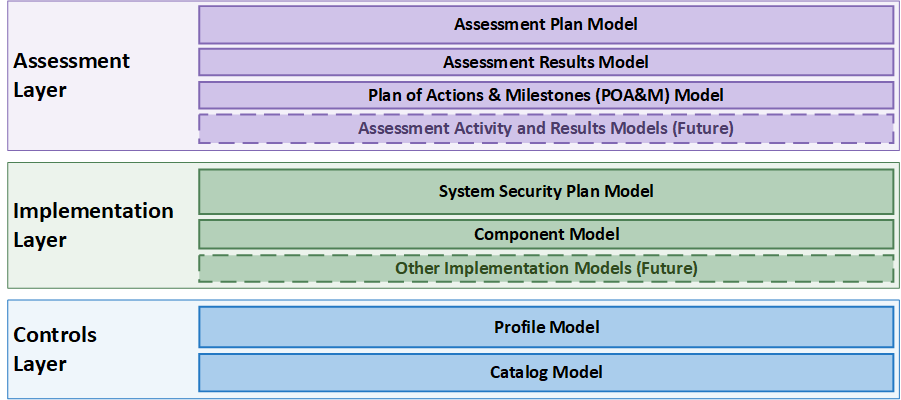 Assessment
Layer
Assessment Plan Model
Assessment Results Model
Plan of Actions & Milestones (POA&M) Model
Assessment Activity and Results Models (Future)
Implementation
Layer
System Security Plan Model
Component Model
Other Implementation Models (Future)
Controls
Layer
Profile Model
Catalog Model